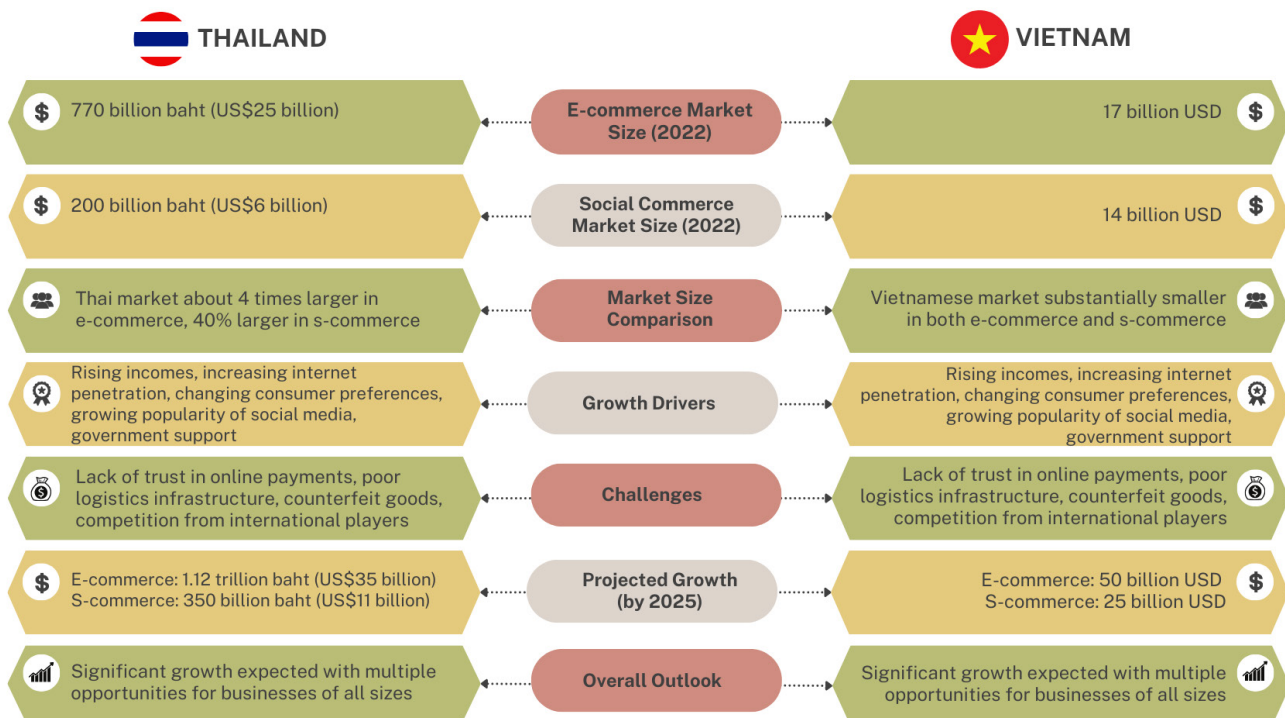 THAILAND
VIETNAM
770 billion baht (US$25 billion)
E-commerce Market
Size (2022)
17 billion USD
200 billion baht (US$6 billion)
Social Commerce
Market Size (2022)
14 billion USD
Thai market about 4 times larger in
e-commerce, 40% larger in s-commerce
Market Size
Comparison
Vietnamese market substantially smaller
in both e-commerce and s-commerce
Rising incomes, increasing internet
penetration, changing consumer preferences,
growing popularity of social media,
government support
Growth Drivers
Rising incomes, increasing internet
penetration, changing consumer preferences,
growing popularity of social media,
government support
Lack of trust in online payments, poor
logistics infrastructure, counterfeit goods,
competition from international players
Challenges
Lack of trust in online payments, poor
logistics infrastructure, counterfeit goods,
competition from international players
E-commerce: 1.12 trillion baht (US$35 billion)
S-commerce: 350 billion baht (US$11 billion)
Projected Growth
(by 2025)
E-commerce: 50 billion USD
S-commerce: 25 billion USD
Significant growth expected with multiple
opportunities for businesses of all sizes
Overall Outlook
Significant growth expected with multiple
opportunities for businesses of all sizes